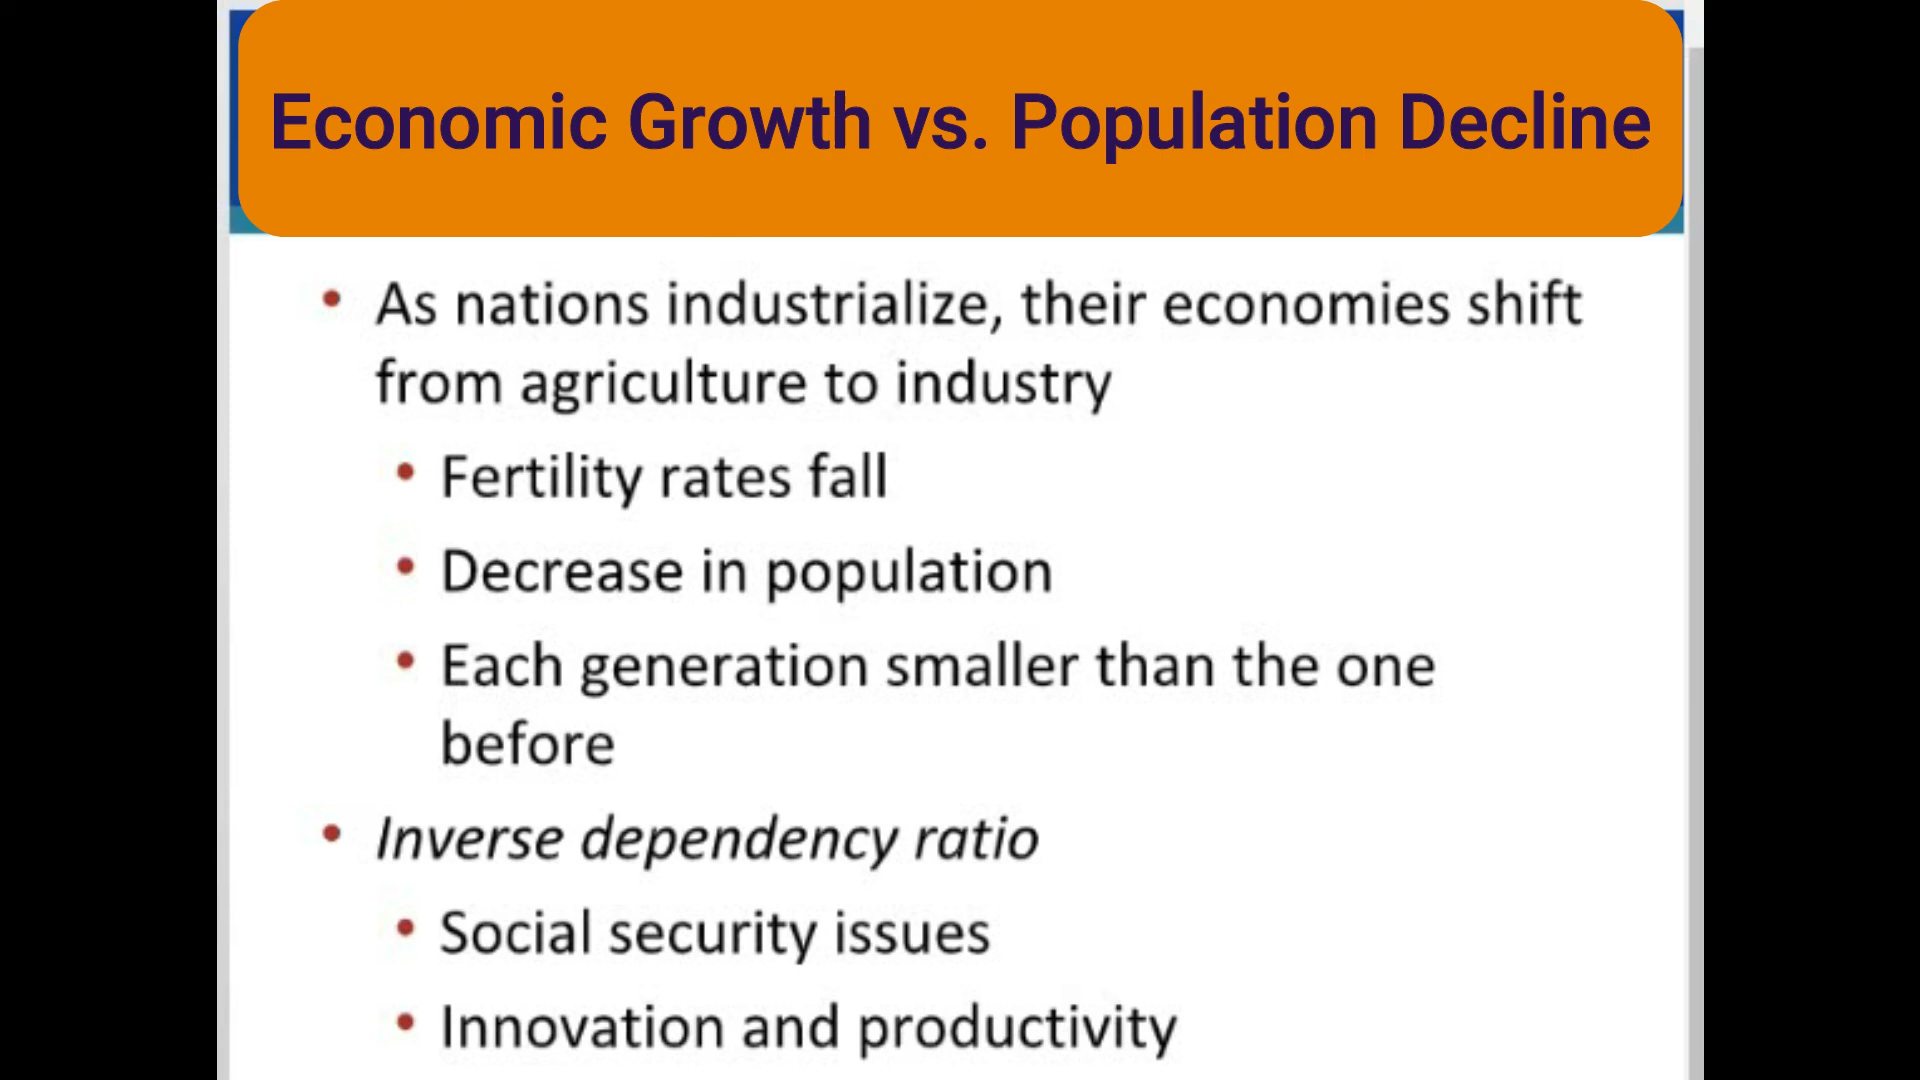 Economic Growth vs. Population Decline
• As nations industrialize, their economies shift
from agriculture to industry
• Fertility rates fall
• Decrease in population
• Each generation smaller than the one
before
• Inverse dependency ratio
• Social security issues
• Innovation and productivity